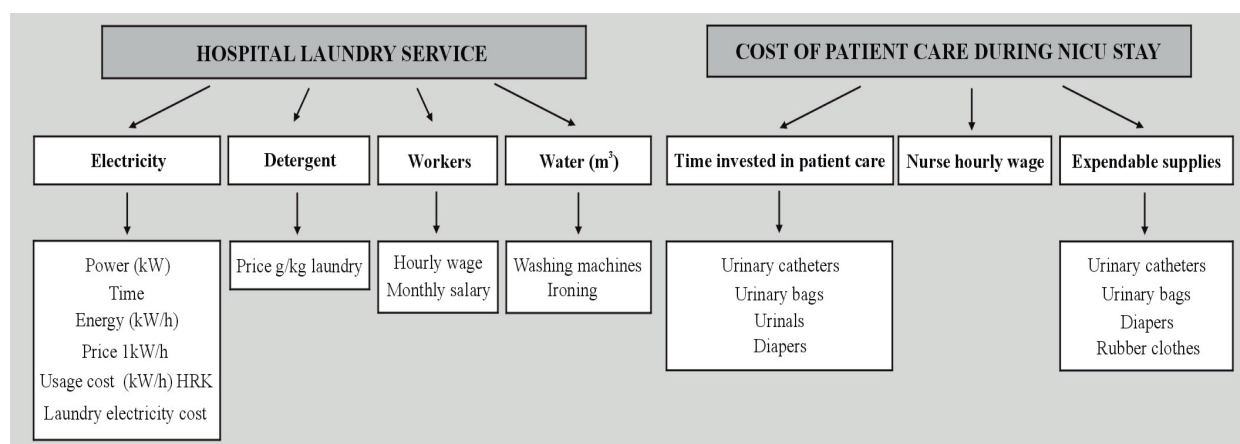 HOSPITAL LAUNDRY SERVICE
COST OF PATIENT CARE DURING NICU STAY
Electricity
Detergent
Workers
Water (m³)
Time invested in patient care
Nurse hourly wage
Expendable supplies
Power (kW)
Time
Energy (kW/h)
Price 1kW/h
Usage cost (kW/h) HRK
Laundry electricity cost
Price g/kg laundry
Hourly wage
Monthly salary
Washing machines
Ironing
Urinary catheters
Urinary bags
Urinals
Diapers
Urinary catheters
Urinary bags
Diapers
Rubber clothes